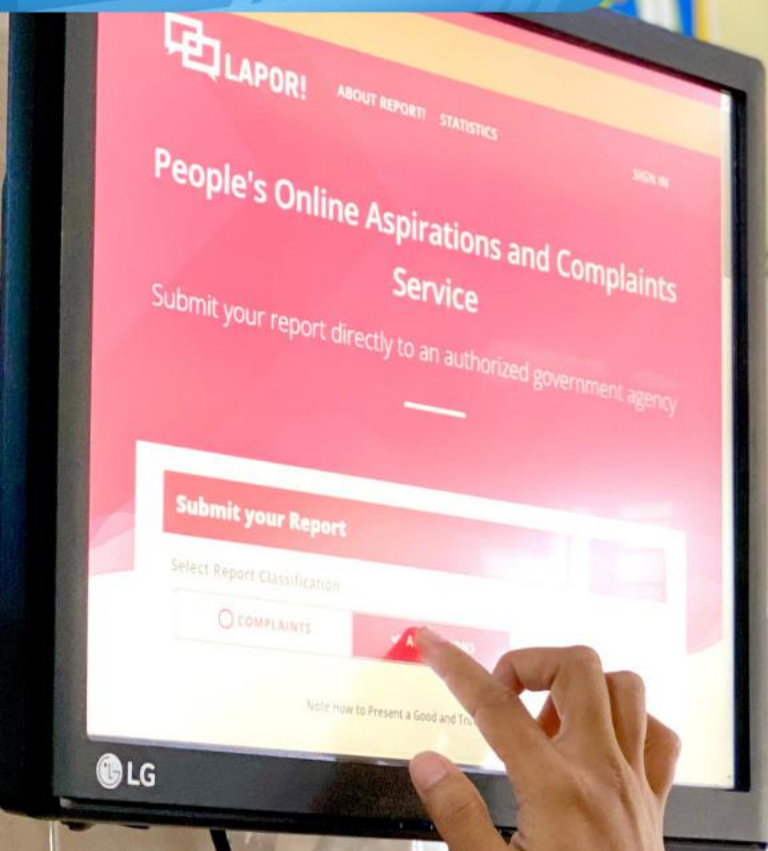 LAPOR!
ABOUT REPORT! STATISTICS
SIGN IN
People's Online Aspirations and Complaints
Service
Submit your report directly to an authorized government agency
Submit your Report
Select Report Classification
COMPLAINTS
Note How to Present a Good and
LG